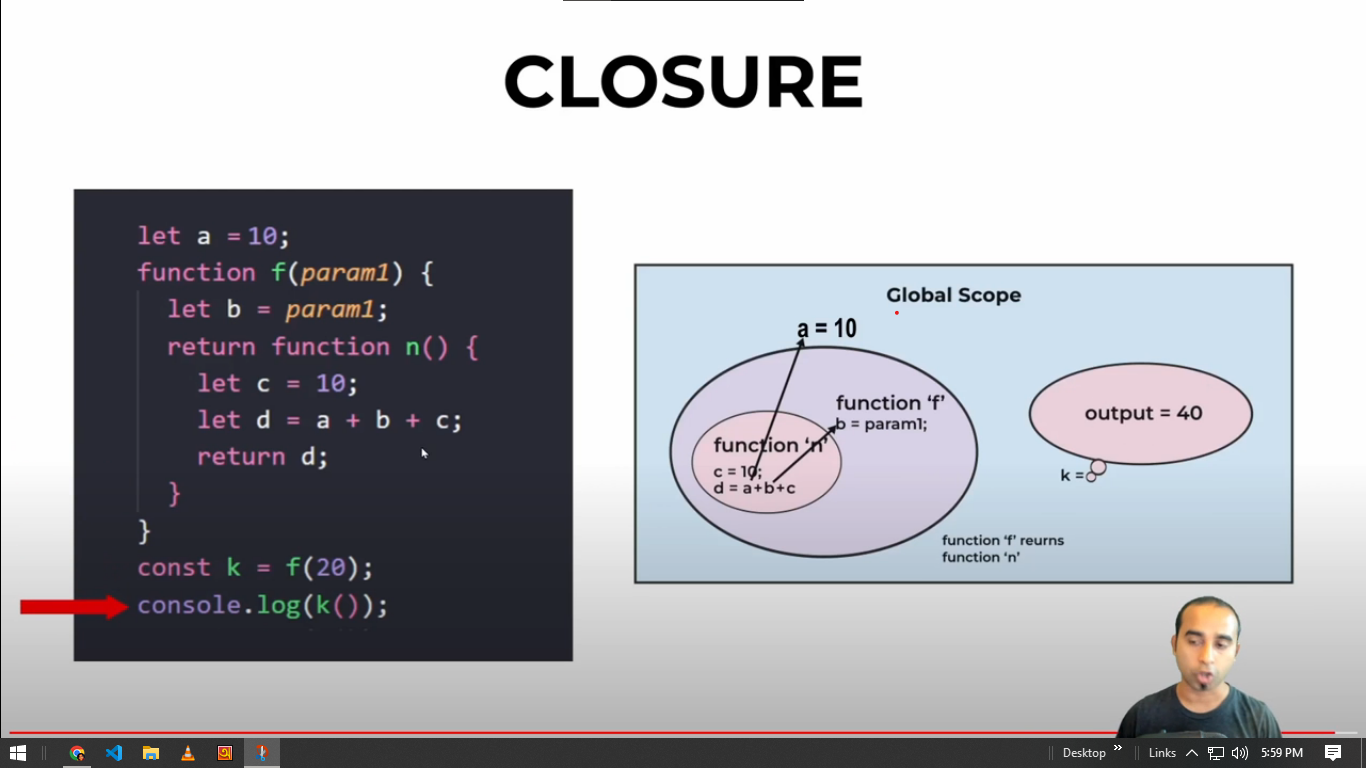 CLOSURE
let a = 10;
function f(param1) {
let b = param1;
return function n() {
let c = 10;
let d = a + b + c;
return d;
}
}
const k = f(20);
console.log(k());
Global Scope
a = 10
function ‘f’
b = param1;
function ‘n’
c = 10;
d = a+b+c
output = 40
k =
function ‘f’ reurns
function ‘n’
Desktop
Links
5:59 PM